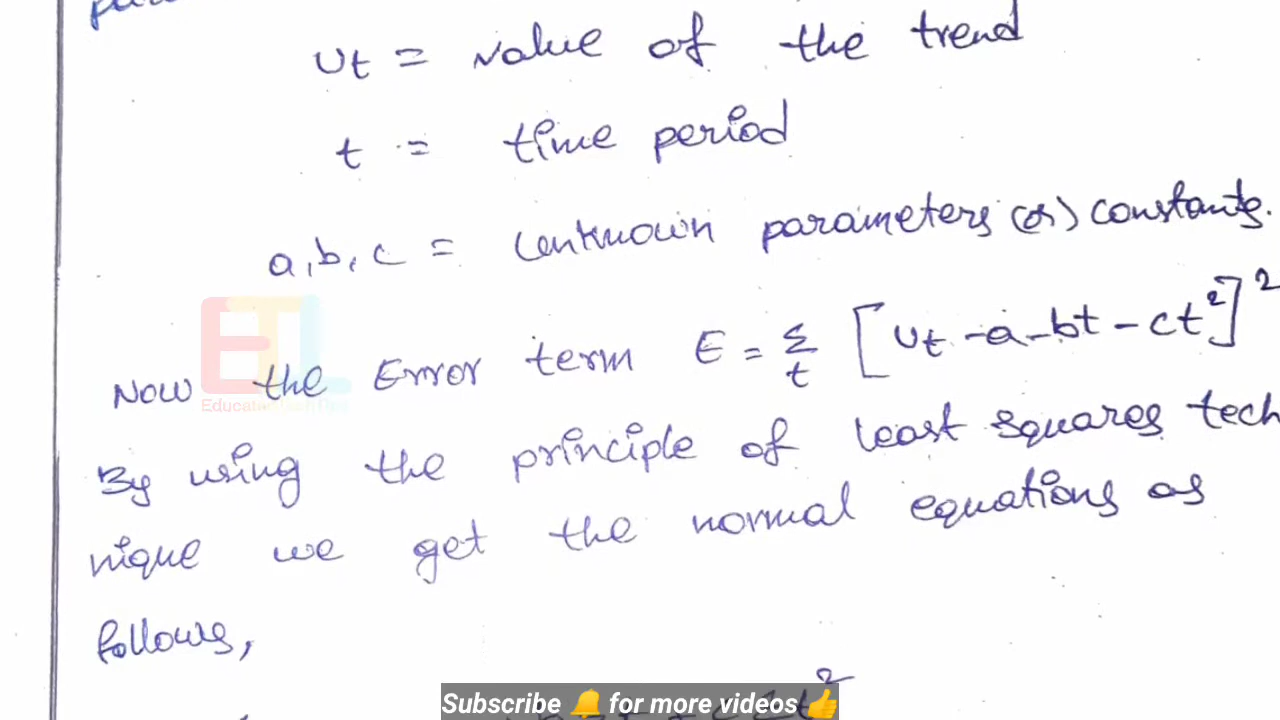 Ut = value of the trend
t = time period
a, b, c = unknown parameters (or) constants.
Now the Error term E = Σ_t [Ut - a - bt - ct²]²
By using the principle of least squares tech
nique we get the normal equations as
follows,
Subscribe 🔔 for more videos 👍